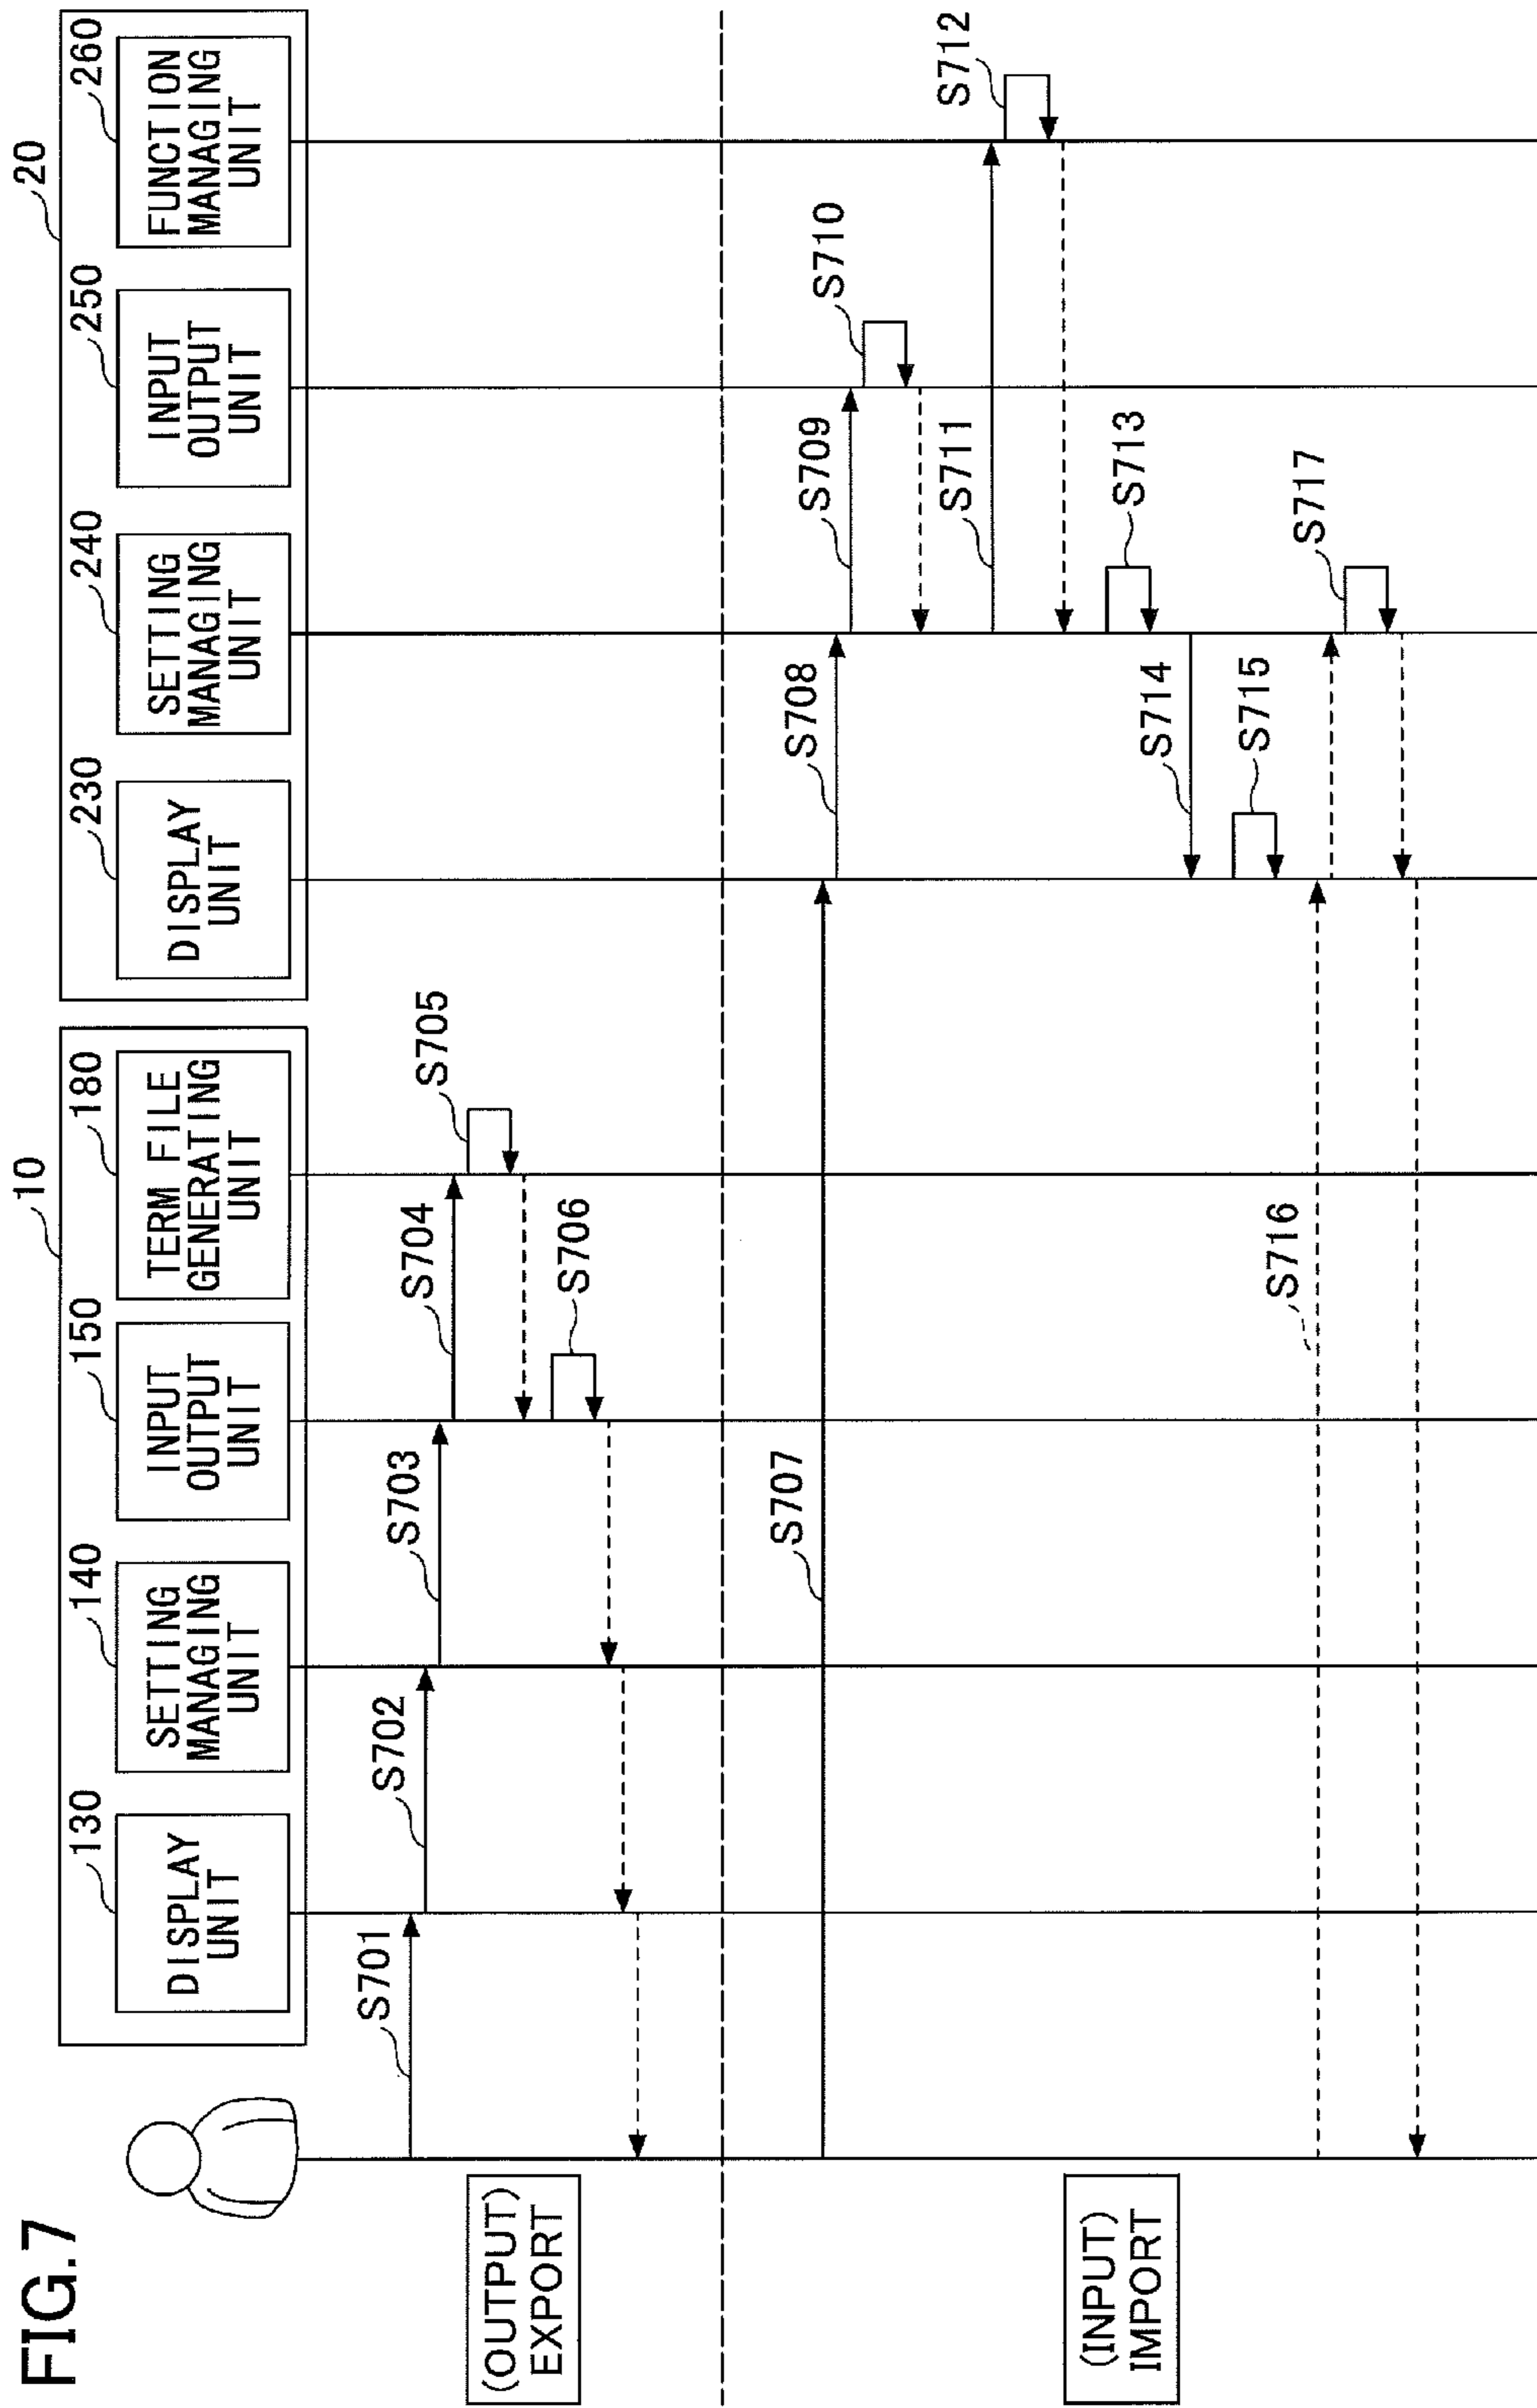 FIG.7
10
20
130
140
150
180
230
240
250
260
DISPLAY
UNIT
SETTING
MANAGING
UNIT
INPUT
OUTPUT
UNIT
TERM FILE
GENERATING
UNIT
DISPLAY
UNIT
SETTING
MANAGING
UNIT
INPUT
OUTPUT
UNIT
FUNCTION
MANAGING
UNIT
(OUTPUT)
EXPORT
S701
S702
S703
S704
S705
S706
(INPUT)
IMPORT
S707
S708
S709
S710
S711
S712
S713
S714
S715
S716
S717